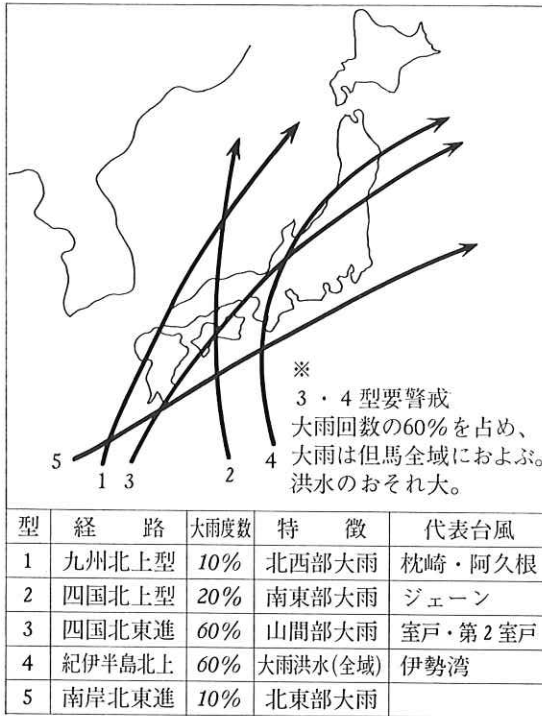 ※
3・4型要警戒
大雨回数の60%を占め、
大雨は但馬全域におよぶ。
洪水のおそれ大。
5
1
3
2
4
型 経路 大雨度数 特徴 代表台風
1 九州北上型 10% 北西部大雨 枕崎・阿久根
2 四国北上型 20% 南東部大雨 ジェーン
3 四国北東進 60% 山間部大雨 室戸・第2室戸
4 紀伊半島北上 60% 大雨洪水(全域) 伊勢湾
5 南岸北東進 10% 北東部大雨